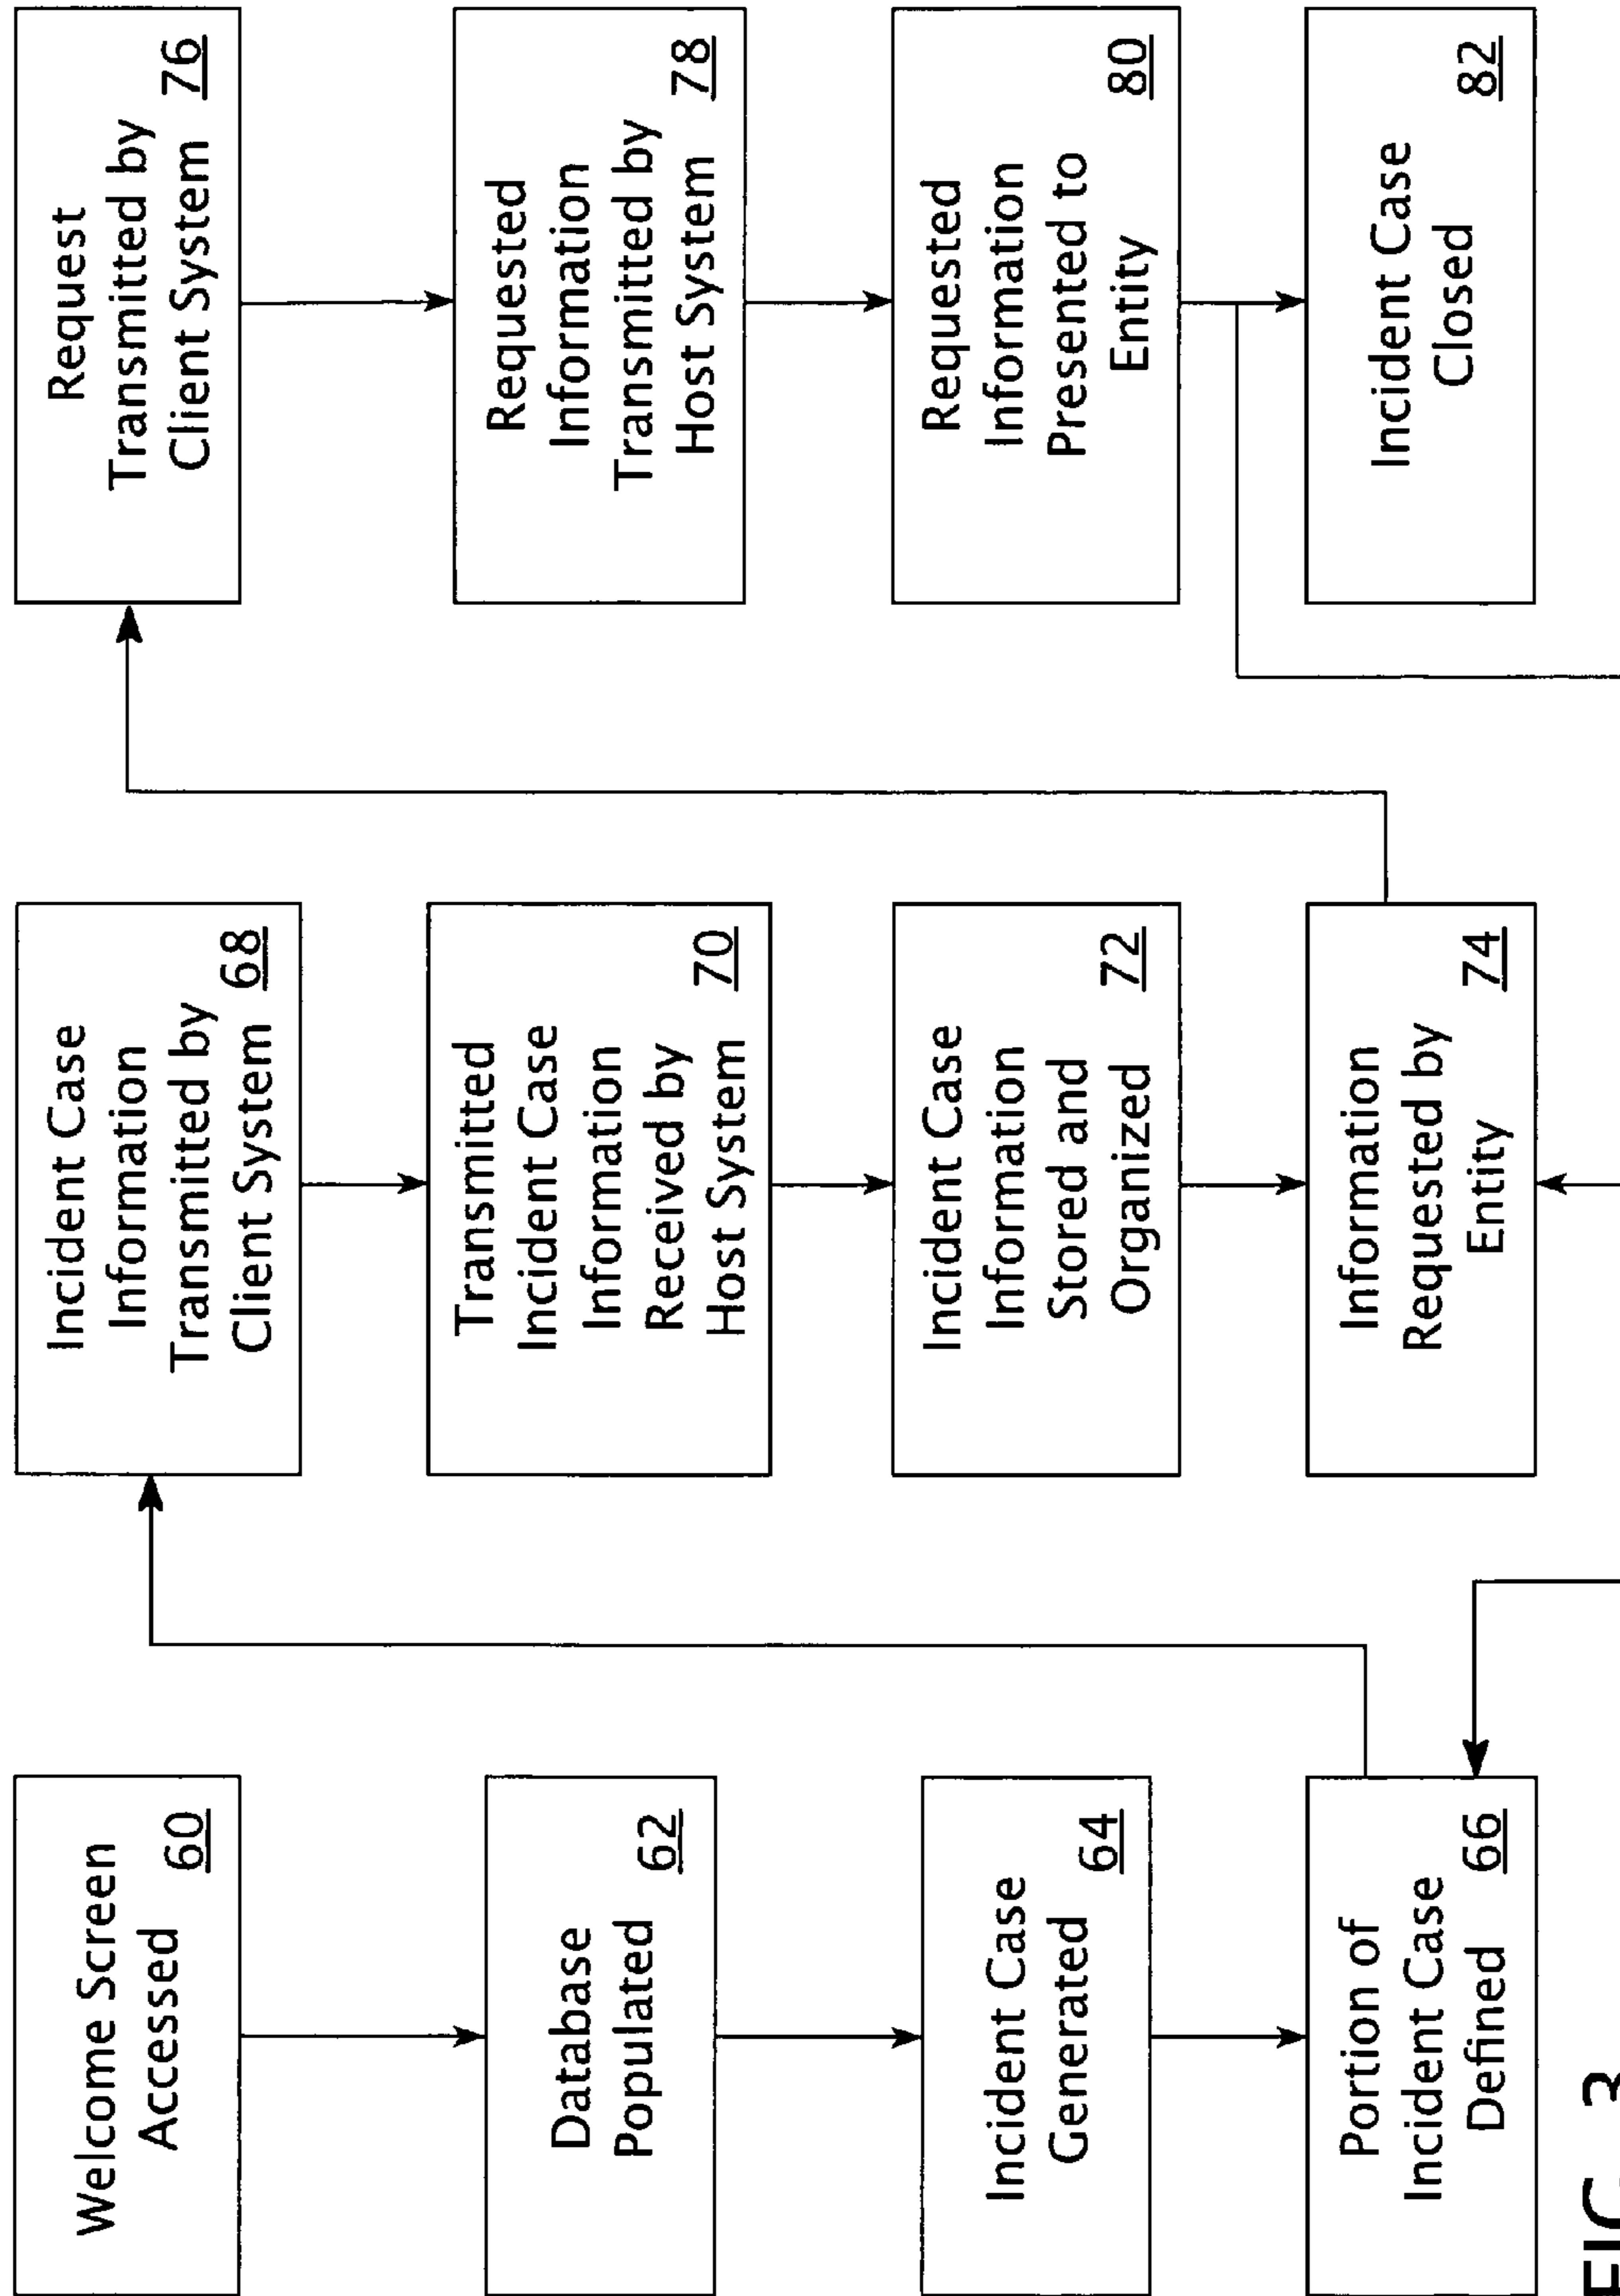 Welcome Screen
Accessed 60
Database
Populated 62
Incident Case
Generated 64
Portion of
Incident Case
Defined 66
Incident Case
Information
Transmitted by
Client System 68
Transmitted
Incident Case
Information
Received by
Host System 70
Incident Case
Information
Stored and
Organized 72
Information
Requested by
Entity 74
Request
Transmitted by
Client System 76
Requested
Information
Transmitted by
Host System 78
Requested
Information
Presented to
Entity 80
Incident Case
Closed 82
FIG. 3